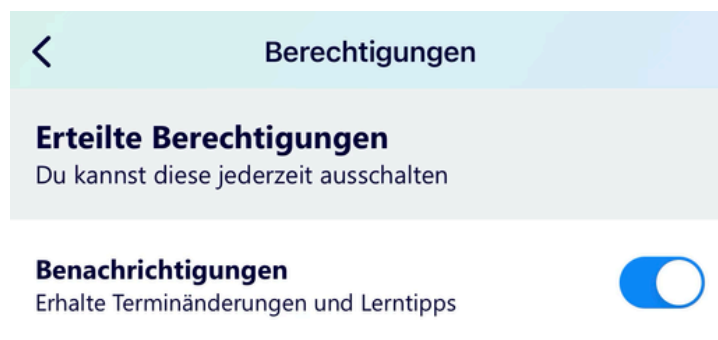 Berechtigungen
Erteilte Berechtigungen
Du kannst diese jederzeit ausschalten
Benachrichtigungen
Erhalte Terminänderungen und Lerntipps